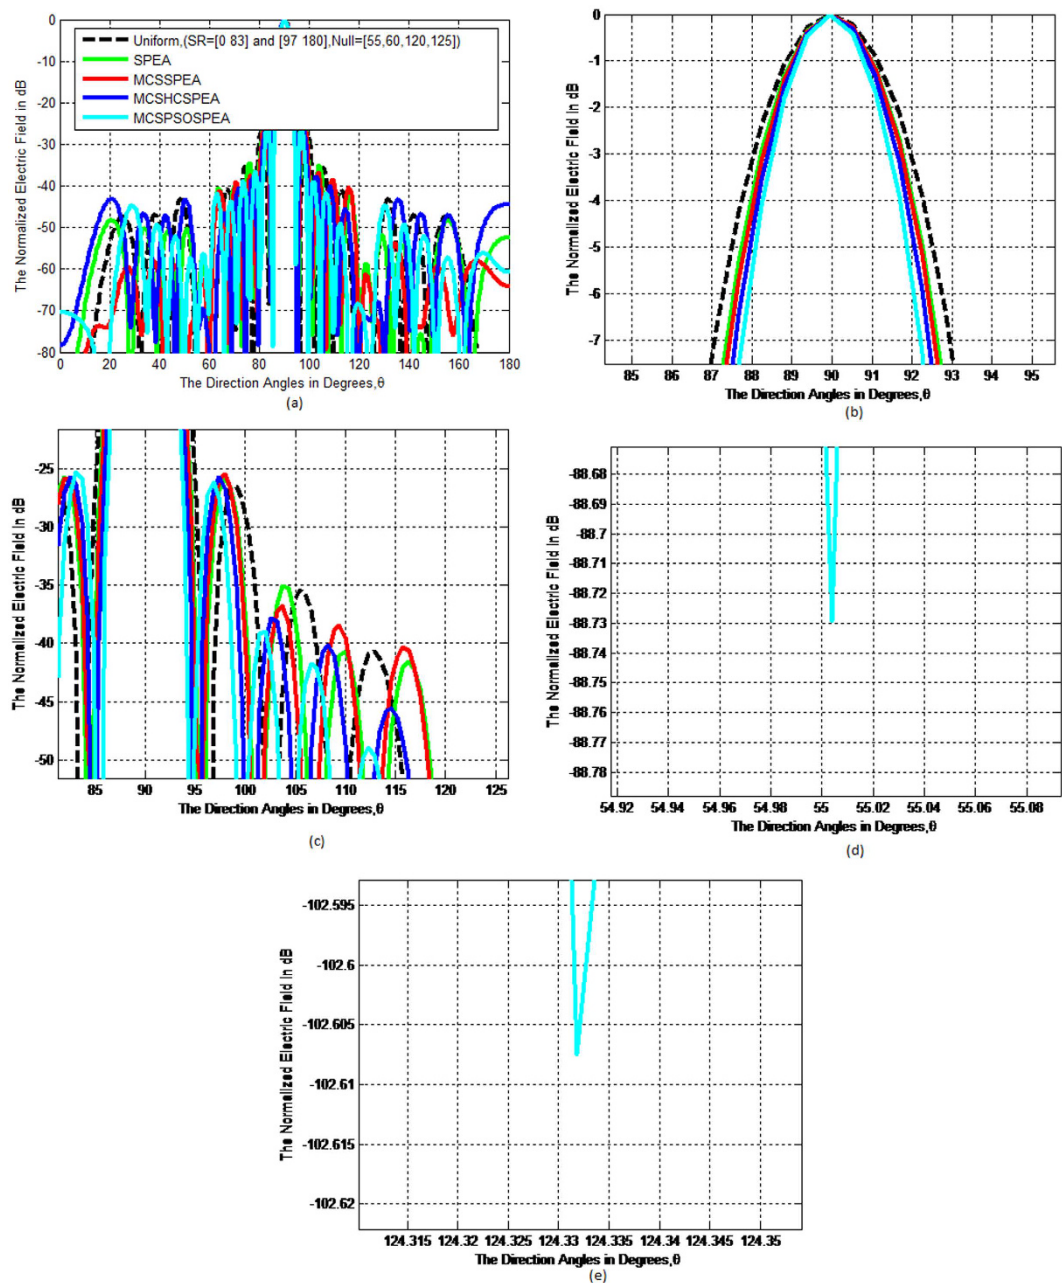 0
-10
-20
-30
-40
-50
-60
-70
-80
The Normalized Electric Field in dB
Uniform,(SR=[0 83] and [97 180],Null=[55,60,120,125])
SPEA
MCSSPEA
MCSHCSPEA
MCSPSOSPEA
0 20 40 60 80 100 120 140 160 180
The Direction Angles in Degrees,θ
(a)
0
-1
-2
-3
-4
-5
-6
-7
The Normalized Electric Field in dB
85 86 87 88 89 90 91 92 93 94 95
The Direction Angles in Degrees,θ
(b)
-25
-30
-35
-40
-45
-50
The Normalized Electric Field in dB
85 90 95 100 105 110 115 120 125
The Direction Angles in Degrees,θ
(c)
-88.68
-88.69
-88.7
-88.71
-88.72
-88.73
-88.74
-88.75
-88.76
-88.77
-88.78
The Normalized Electric Field in dB
54.92 54.94 54.96 54.98 55 55.02 55.04 55.06 55.08
The Direction Angles in Degrees,θ
(d)
-102.595
-102.6
-102.605
-102.61
-102.615
-102.62
The Normalized Electric Field in dB
124.315 124.32 124.325 124.33 124.335 124.34 124.345 124.35
The Direction Angles in Degrees,θ
(e)